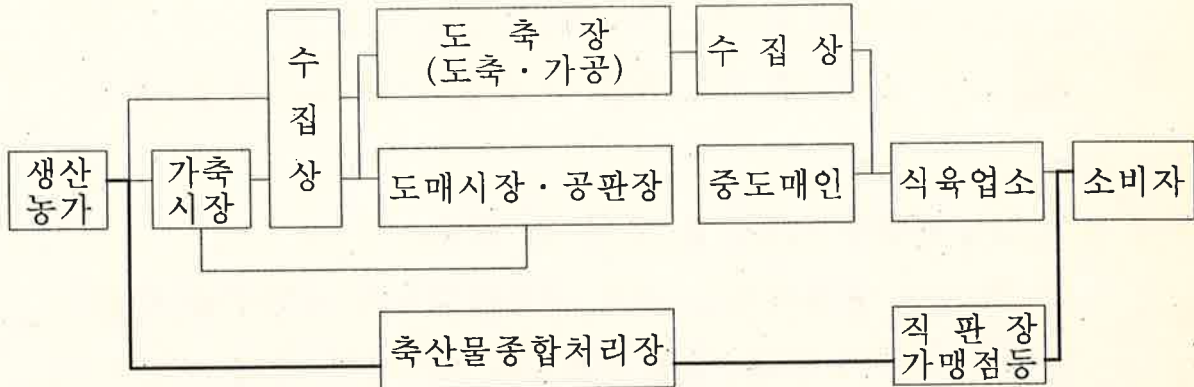 수집상
도 축 장
(도축·가공)
수 집 상
생산
농가
가축
시장
도매시장·공판장
중도매인
식육업소
소비자
축산물종합처리장
직 판 장
가맹점등